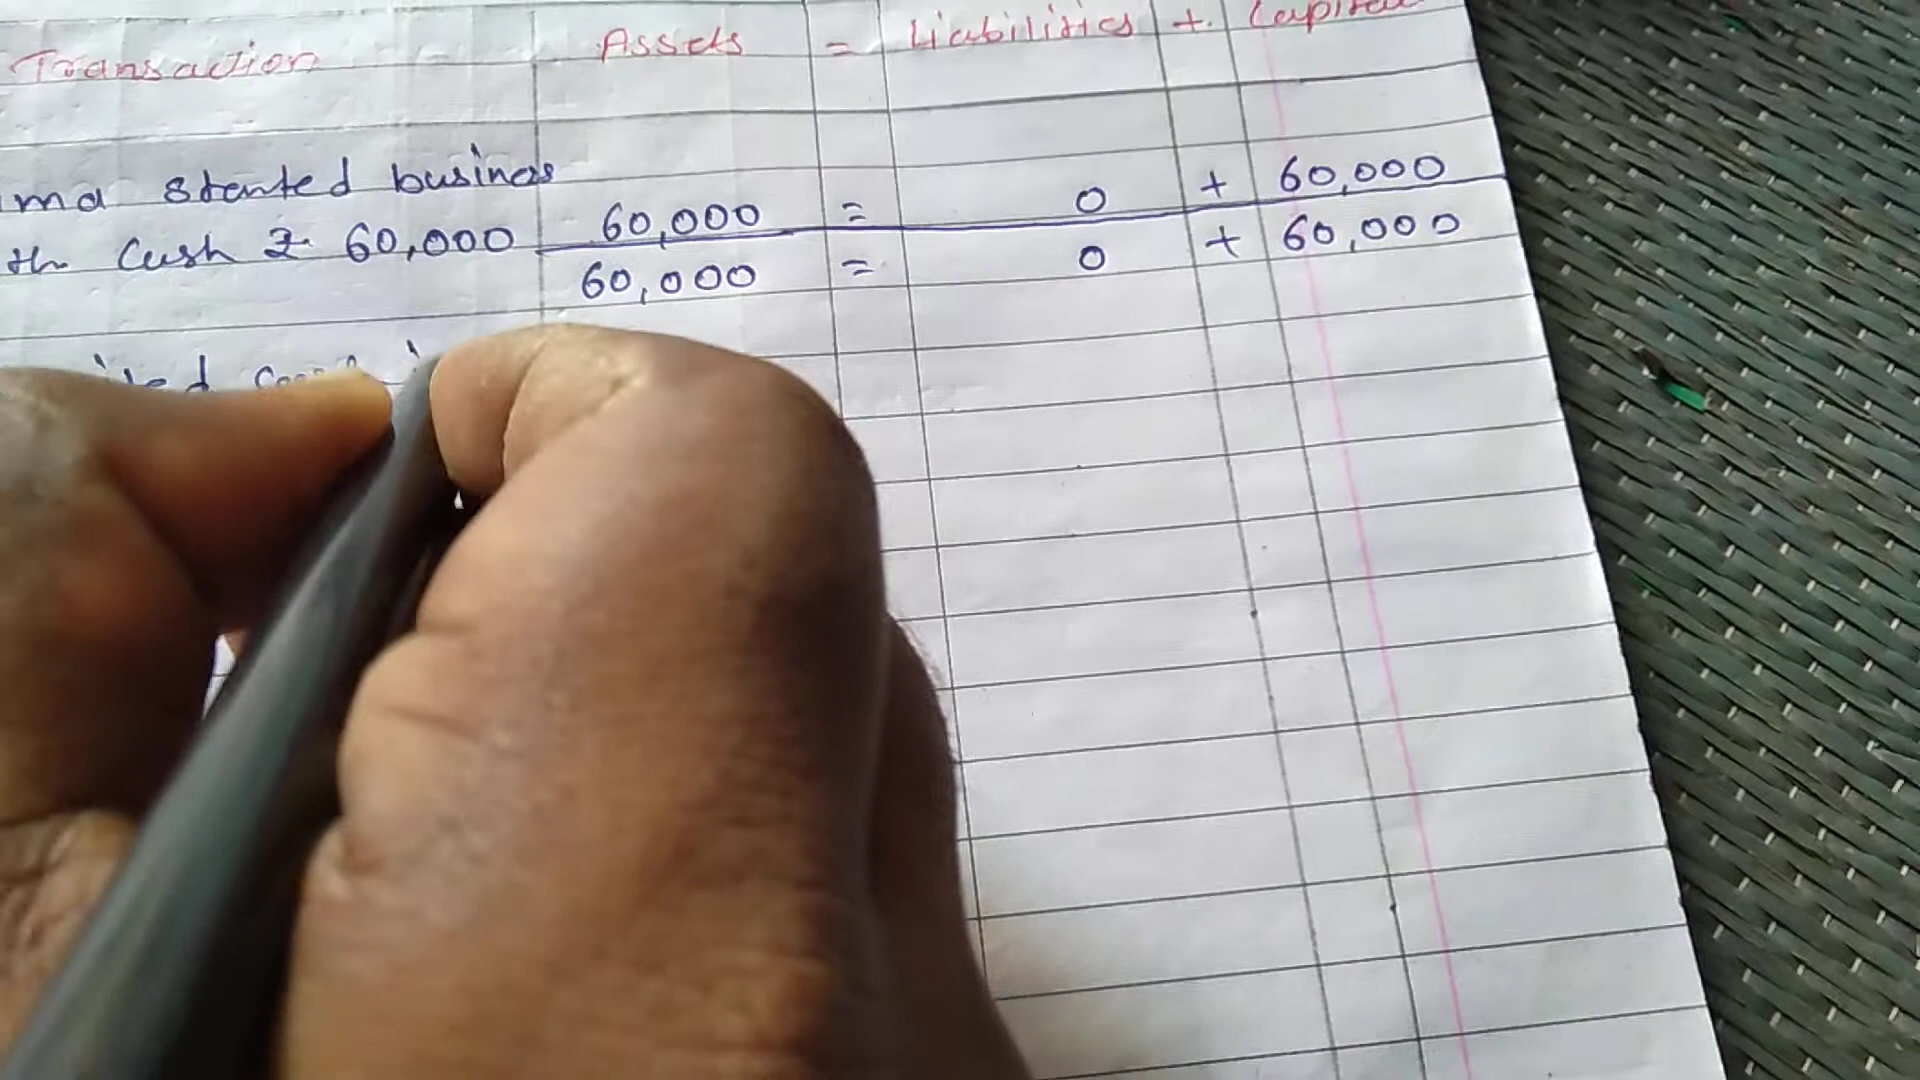 Transaction Assets = Liabilities + Capital
ma started business
60,000 = 0 + 60,000
th Cash ₹ 60,000
60,000 = 0 + 60,000